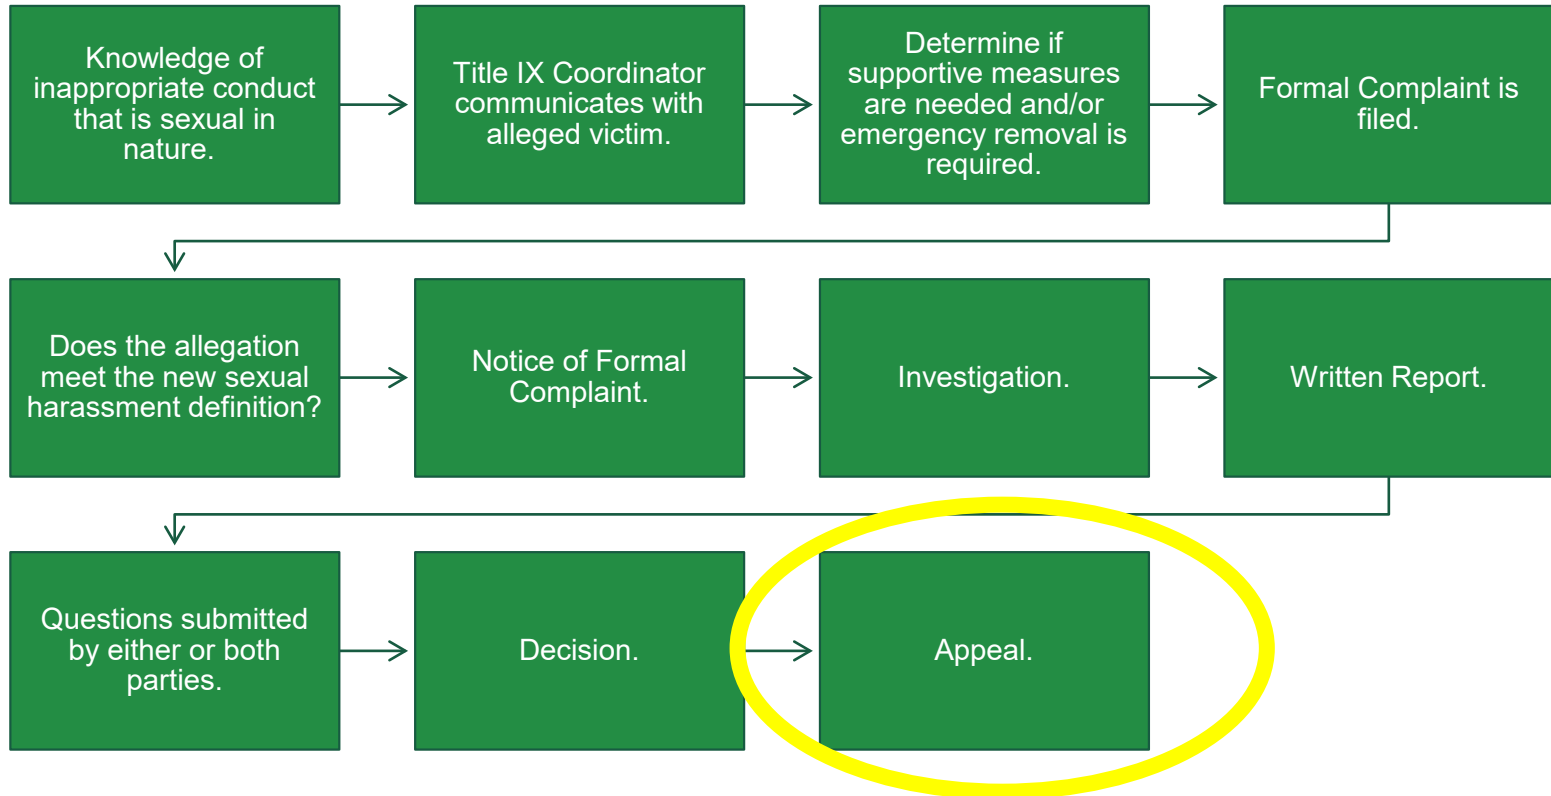 Knowledge of
inappropriate conduct
that is sexual in
nature.
Title IX Coordinator
communicates with
alleged victim.
Determine if
supportive measures
are needed and/or
emergency removal is
required.
Formal Complaint is
filed.
Does the allegation
meet the new sexual
harassment definition?
Notice of Formal
Complaint.
Investigation.
Written Report.
Questions submitted
by either or both
parties.
Decision.
Appeal.